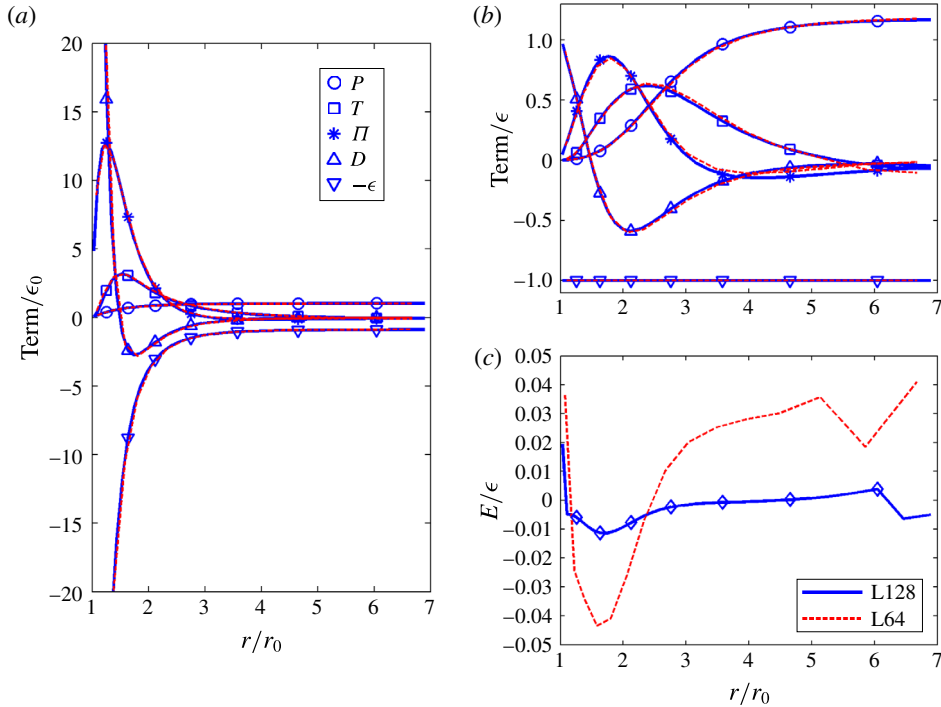 (a)
20
15
10
5
0
−5
−10
−15
−20
Term/ϵ0
1 2 3 4 5 6 7
r/r0
P
T
Π
D
−ϵ
(b)
1.0
0.5
0
−0.5
−1.0
Term/ϵ
1 2 3 4 5 6 7
(c)
0.05
0.04
0.03
0.02
0.01
0
−0.01
−0.02
−0.03
−0.04
0.05
E/ϵ
L128
L64
1 2 3 4 5 6 7
r/r0